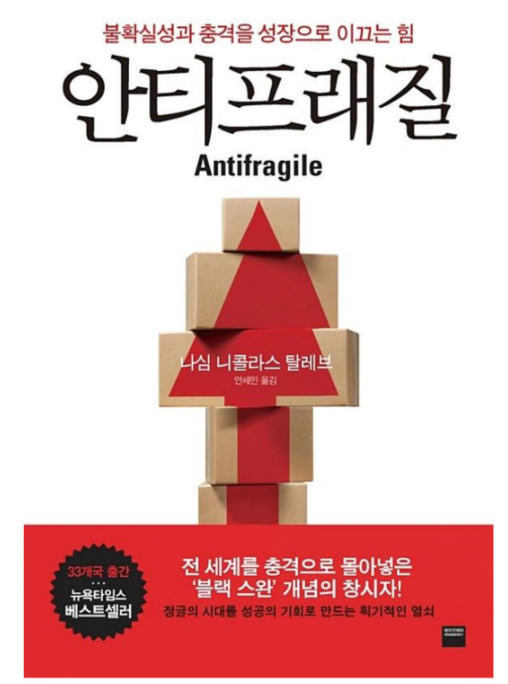 불확실성과 충격을 성장으로 이끄는 힘
안티프래질
Antifragile
나심 니콜라스 탈레브
안세민 옮김
33개국 출간
뉴욕타임스
베스트셀러
전 세계를 충격으로 몰아넣은
‘블랙 스완’ 개념의 창시자!
정글의 시대를 성공의 기회로 만드는 획기적인 열쇠